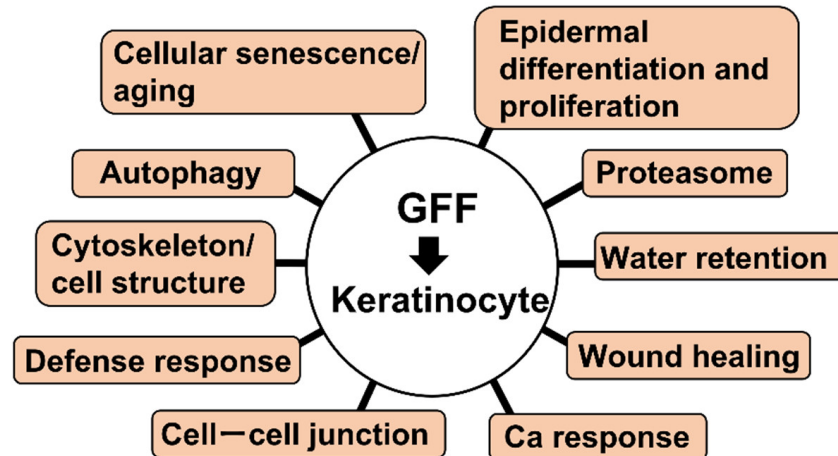 Cellular senescence/
aging
Epidermal
differentiation and
proliferation
Autophagy
Proteasome
GFF
Keratinocyte
Cytoskeleton/
cell structure
Water retention
Defense response
Wound healing
Cell－cell junction
Ca response